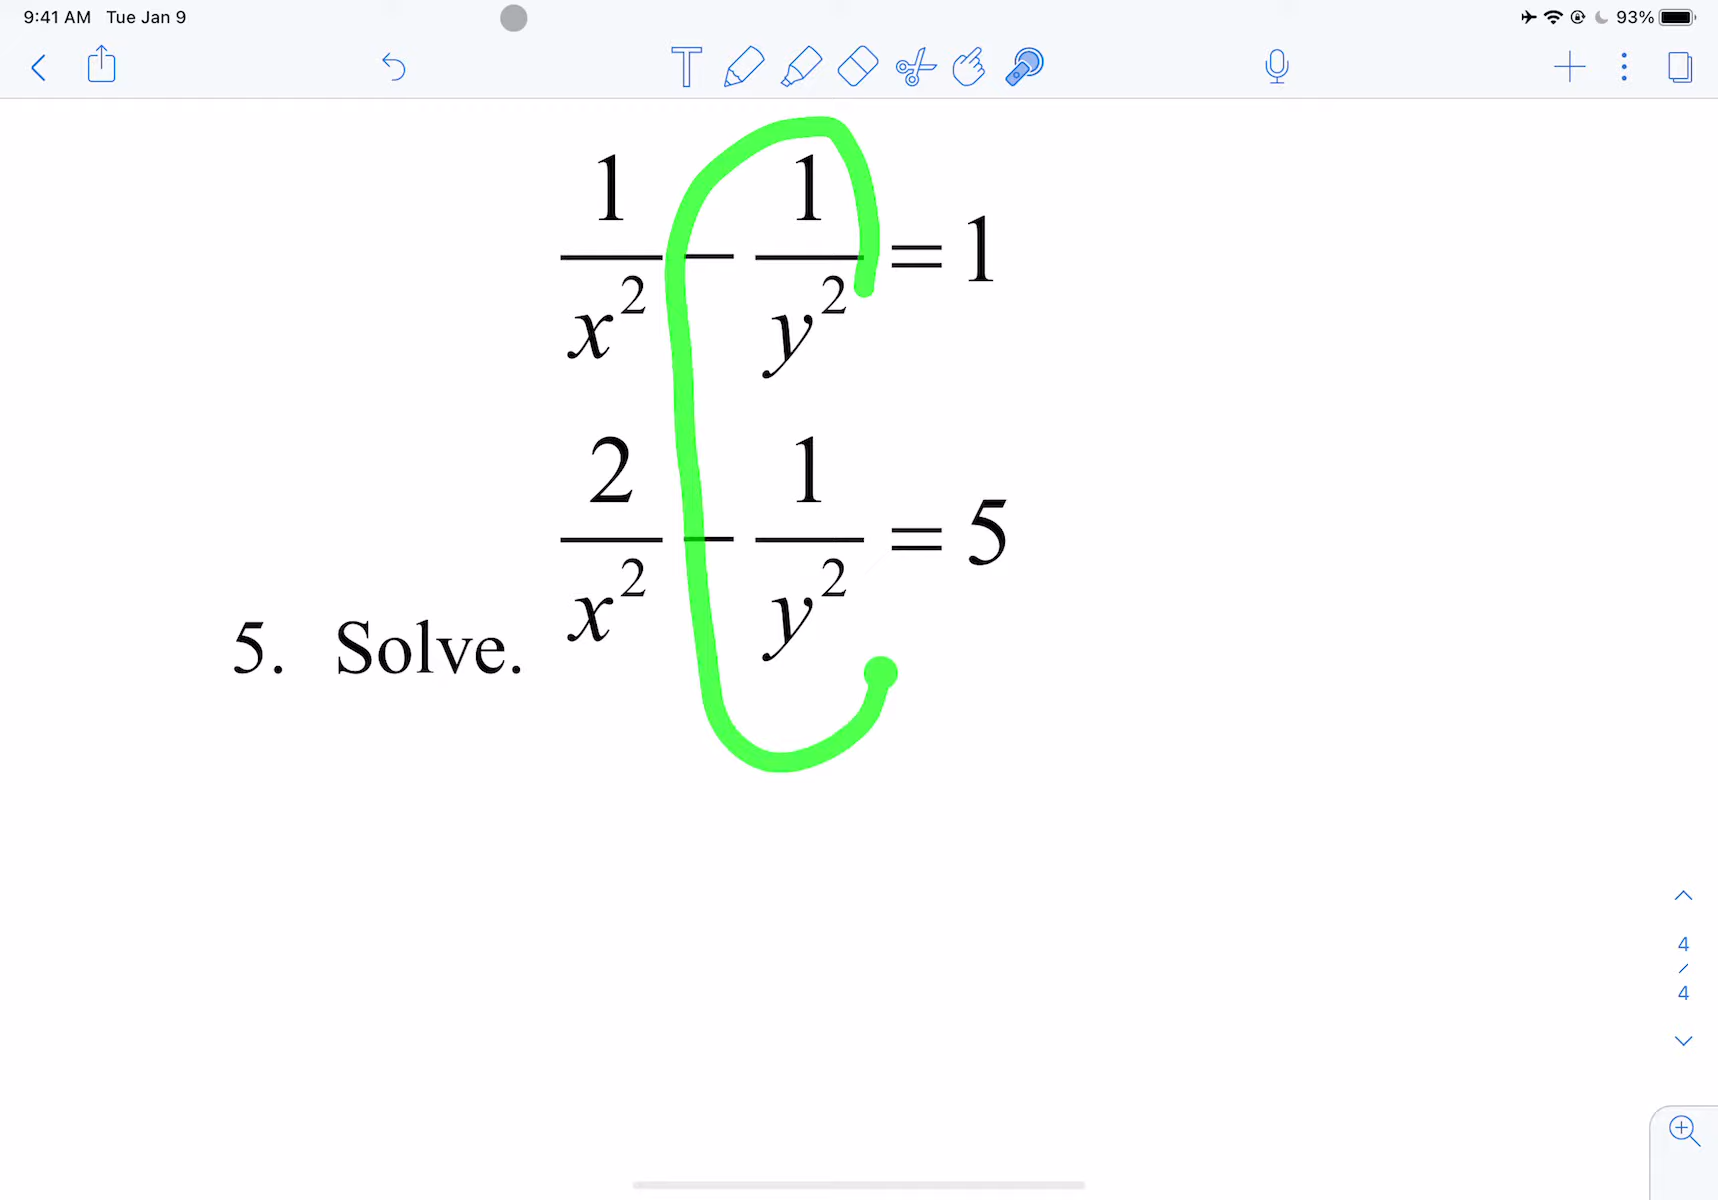 9:41 AM Tue Jan 9 93%
T
1/x² − 1/y² = 1
2/x² − 1/y² = 5
5. Solve.
4
/
4